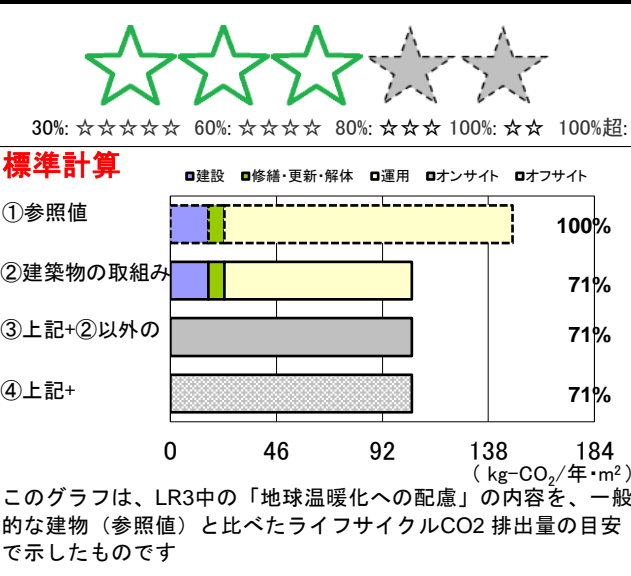 30%: ☆☆☆☆☆ 60%: ☆☆☆☆ 80%: ☆☆☆ 100%: ☆☆ 100%超:
標準計算
■建設 ■修繕・更新・解体 □運用 ■オンサイト ■オフサイト
①参照値 100%
②建築物の取組み 71%
③上記+②以外の 71%
④上記+ 71%
0 46 92 138 184
( kg-CO₂/年・m²)
このグラフは、LR3中の「地球温暖化への配慮」の内容を、一般
的な建物（参照値）と比べたライフサイクルCO2 排出量の目安
で示したものです